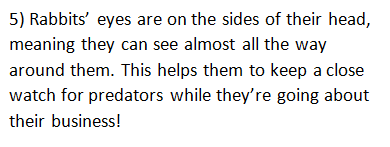 5) Rabbits’ eyes are on the sides of their head,
meaning they can see almost all the way
around them. This helps them to keep a close
watch for predators while they’re going about
their business!